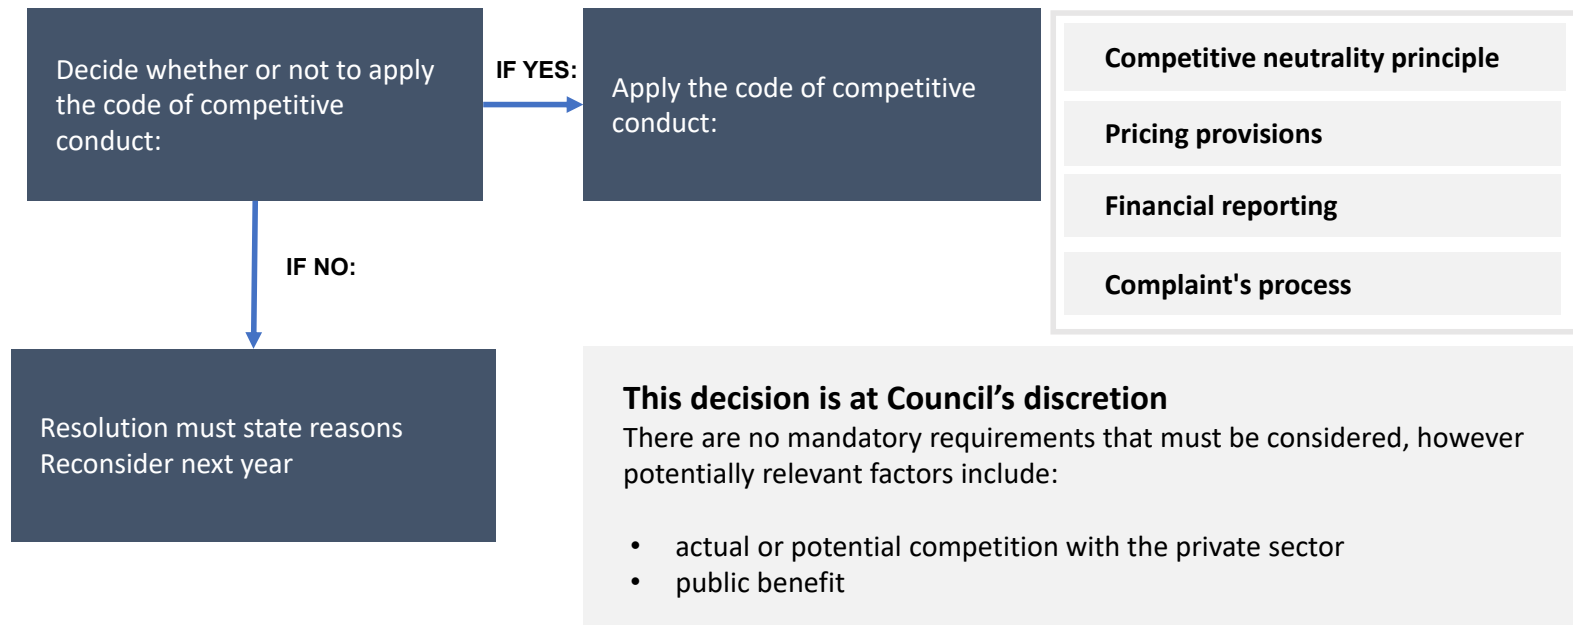 Decide whether or not to apply
the code of competitive
conduct:
IF YES:
Apply the code of competitive
conduct:
Competitive neutrality principle
Pricing provisions
Financial reporting
Complaint's process
IF NO:
Resolution must state reasons
Reconsider next year
This decision is at Council’s discretion
There are no mandatory requirements that must be considered, however
potentially relevant factors include:
• actual or potential competition with the private sector
• public benefit